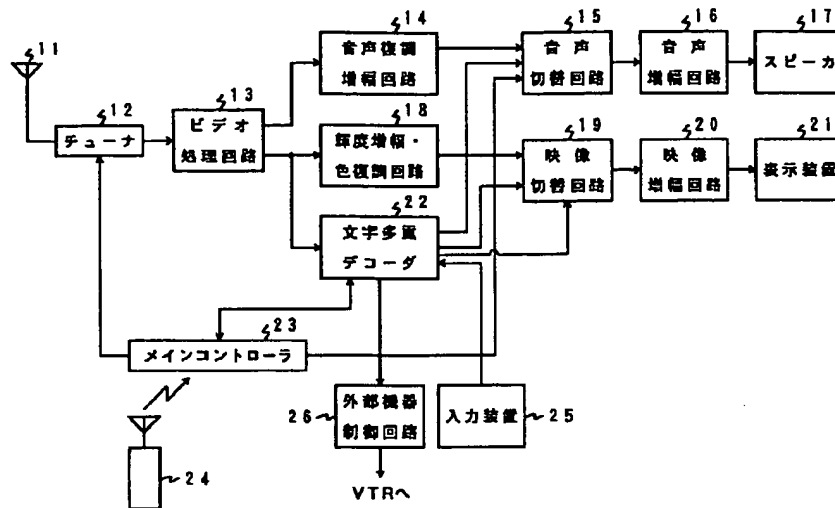 11
12
チューナ
13
ビデオ
処理回路
14
音声復調
増幅回路
15
音声
切替回路
16
音声
増幅回路
17
スピーカ
18
輝度増幅・
色復調回路
19
映像
切替回路
20
映像
増幅回路
21
表示装置
22
文字多重
デコーダ
23
メインコントローラ
24
25
入力装置
26
外部機器
制御回路
VTRへ